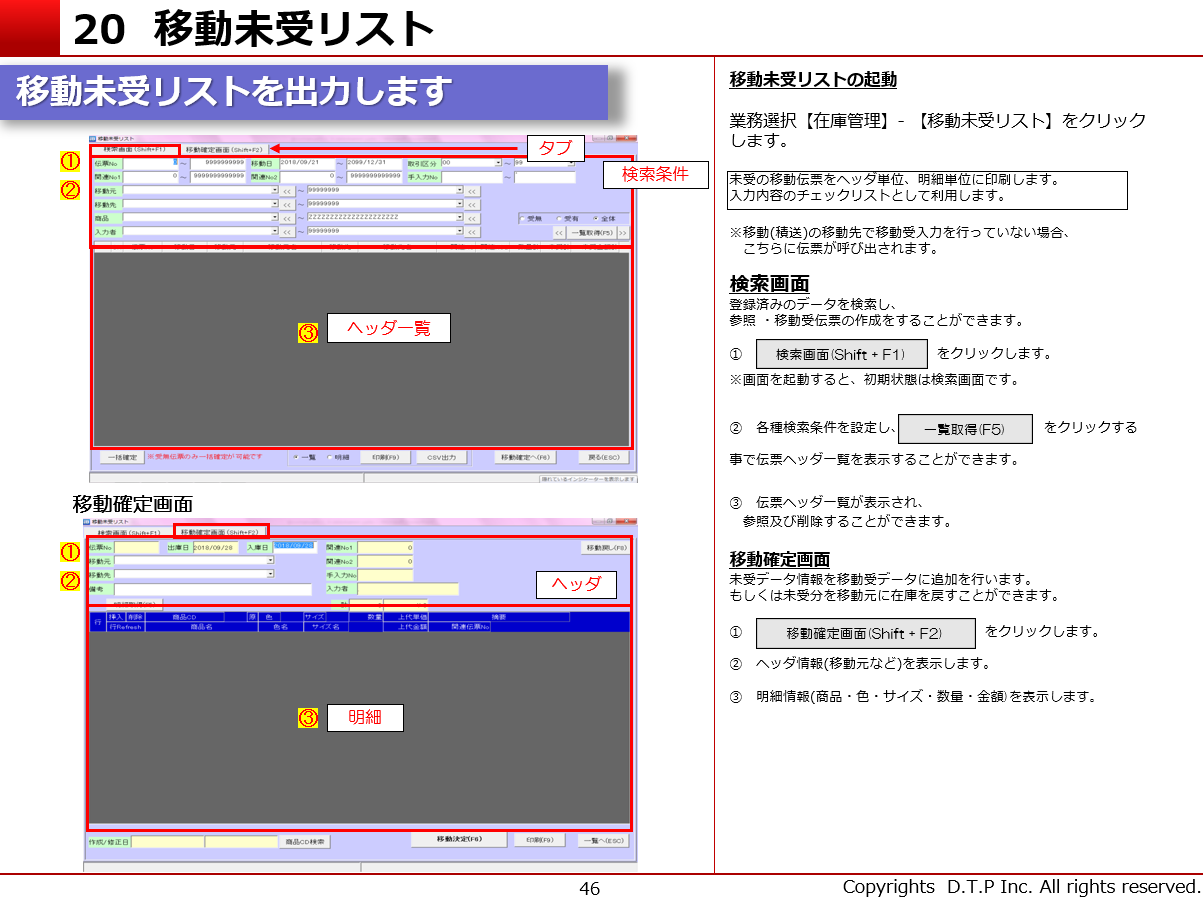 20 移動未受リスト
移動未受リストを出力します
移動未受リスト
検索画面(Shift+F1) 移動確定画面(Shift+F2)
タブ
検索条件
①
②
伝票No ～ 9999999999 移動日 2018/09/21 ～ 2099/12/31 取引区分 00 ～ 99
関連No1 0 ～ 9999999999999 関連No2 0 ～ 9999999999999 手入力No ～
移動元 << ～ 99999999 <<
移動先 << ～ 99999999 <<
商品 << ～ ZZZZZZZZZZZZZZZZZZZZ << 受無 受有 全体
入力者 << ～ 99999999 << << 一覧取得(F5) >>
③ ヘッダ一覧
一括確定 ※受無伝票のみ一括確定が可能です 一覧 明細 印刷(F9) CSV出力 移動確定へ(F6) 戻る(ESC)
隠れているインジケーターを表示します
移動確定画面
移動未受リスト
検索画面(Shift+F1) 移動確定画面(Shift+F2)
①
②
伝票No 出庫日 2018/09/28 入庫日 2018/09/28 関連No1 0 移動戻し(F8)
移動元 関連No2 0
移動先 手入力No
備考 入力者
ヘッダ
行 挿入 削除 商品CD 原 色 サイズ 数量 上代単価 摘要
行Refresh 商品名 色名 サイズ名 上代金額 関連伝票No
③ 明細
作成/修正日 商品CD検索 移動決定(F6) 印刷(F9) 一覧へ(ESC)
移動未受リストの起動
業務選択【在庫管理】-【移動未受リスト】をクリック
します。
未受の移動伝票をヘッダ単位、明細単位に印刷します。
入力内容のチェックリストとして利用します。
※移動(積送)の移動先で移動受入力を行っていない場合、
こちらに伝票が呼び出されます。
検索画面
登録済みのデータを検索し、
参照 ・移動受伝票の作成をすることができます。
① 検索画面(Shift + F1) をクリックします。
※画面を起動すると、初期状態は検索画面です。
② 各種検索条件を設定し、 一覧取得(F5) をクリックする
事で伝票ヘッダ一覧を表示することができます。
③ 伝票ヘッダ一覧が表示され、
参照及び削除することができます。
移動確定画面
未受データ情報を移動受データに追加を行います。
もしくは未受分を移動元に在庫を戻すことができます。
① 移動確定画面(Shift + F2) をクリックします。
② ヘッダ情報(移動元など)を表示します。
③ 明細情報(商品・色・サイズ・数量・金額)を表示します。
46
Copyrights D.T.P Inc. All rights reserved.